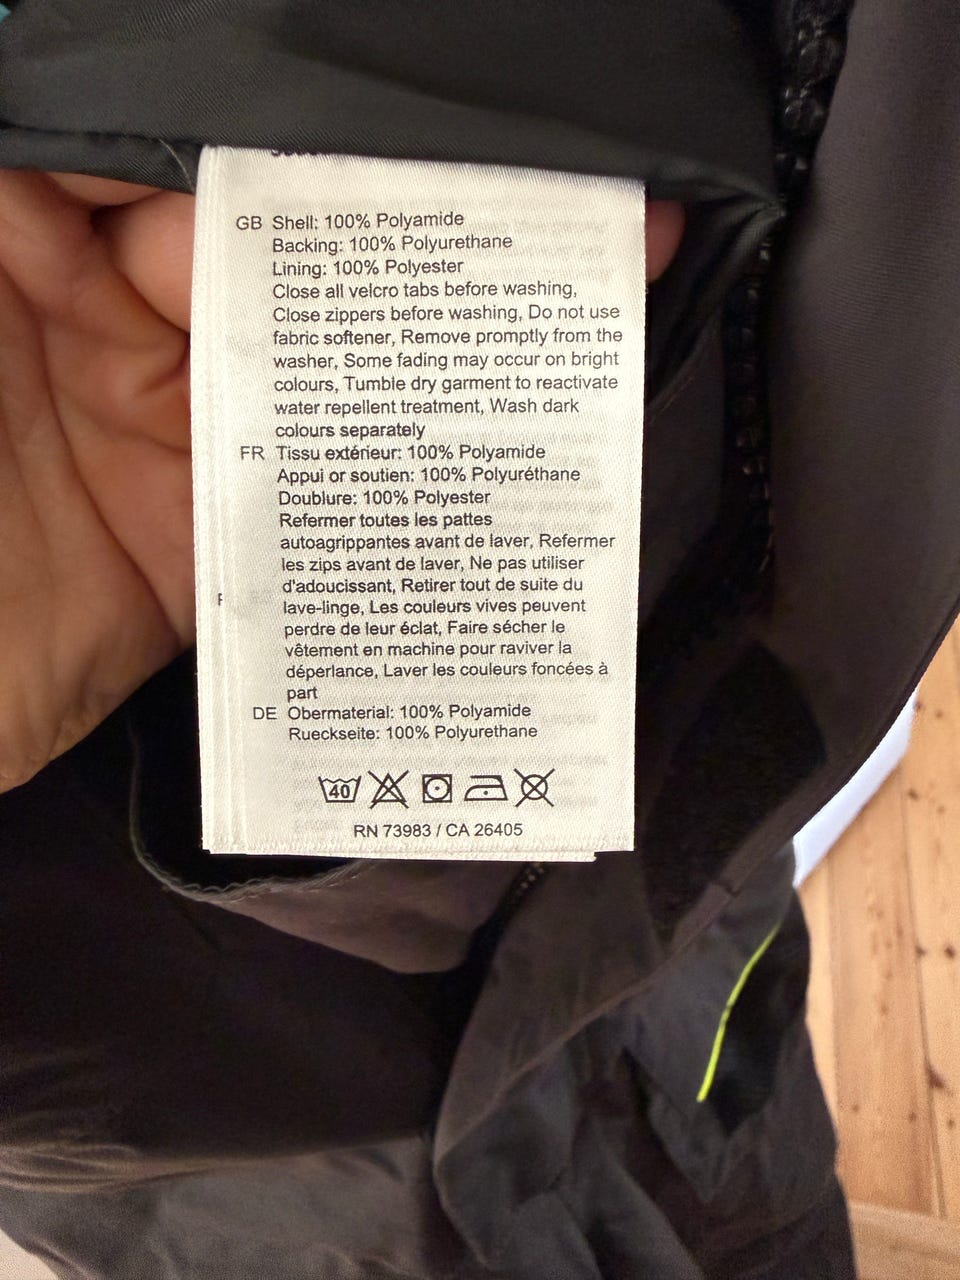 GB Shell: 100% Polyamide
Backing: 100% Polyurethane
Lining: 100% Polyester
Close all velcro tabs before washing,
Close zippers before washing, Do not use
fabric softener, Remove promptly from the
washer, Some fading may occur on bright
colours, Tumble dry garment to reactivate
water repellent treatment, Wash dark
colours separately
FR Tissu extérieur: 100% Polyamide
Appui or soutien: 100% Polyuréthane
Doublure: 100% Polyester
Refermer toutes les pattes
autoagrippantes avant de laver, Refermer
les zips avant de laver, Ne pas utiliser
d'adoucissant, Retirer tout de suite du
lave-linge, Les couleurs vives peuvent
perdre de leur éclat, Faire sécher le
vêtement en machine pour raviver la
déperlance, Laver les couleurs foncées à
part
DE Obermaterial: 100% Polyamide
Rueckseite: 100% Polyurethane
40
RN 73983 / CA 26405